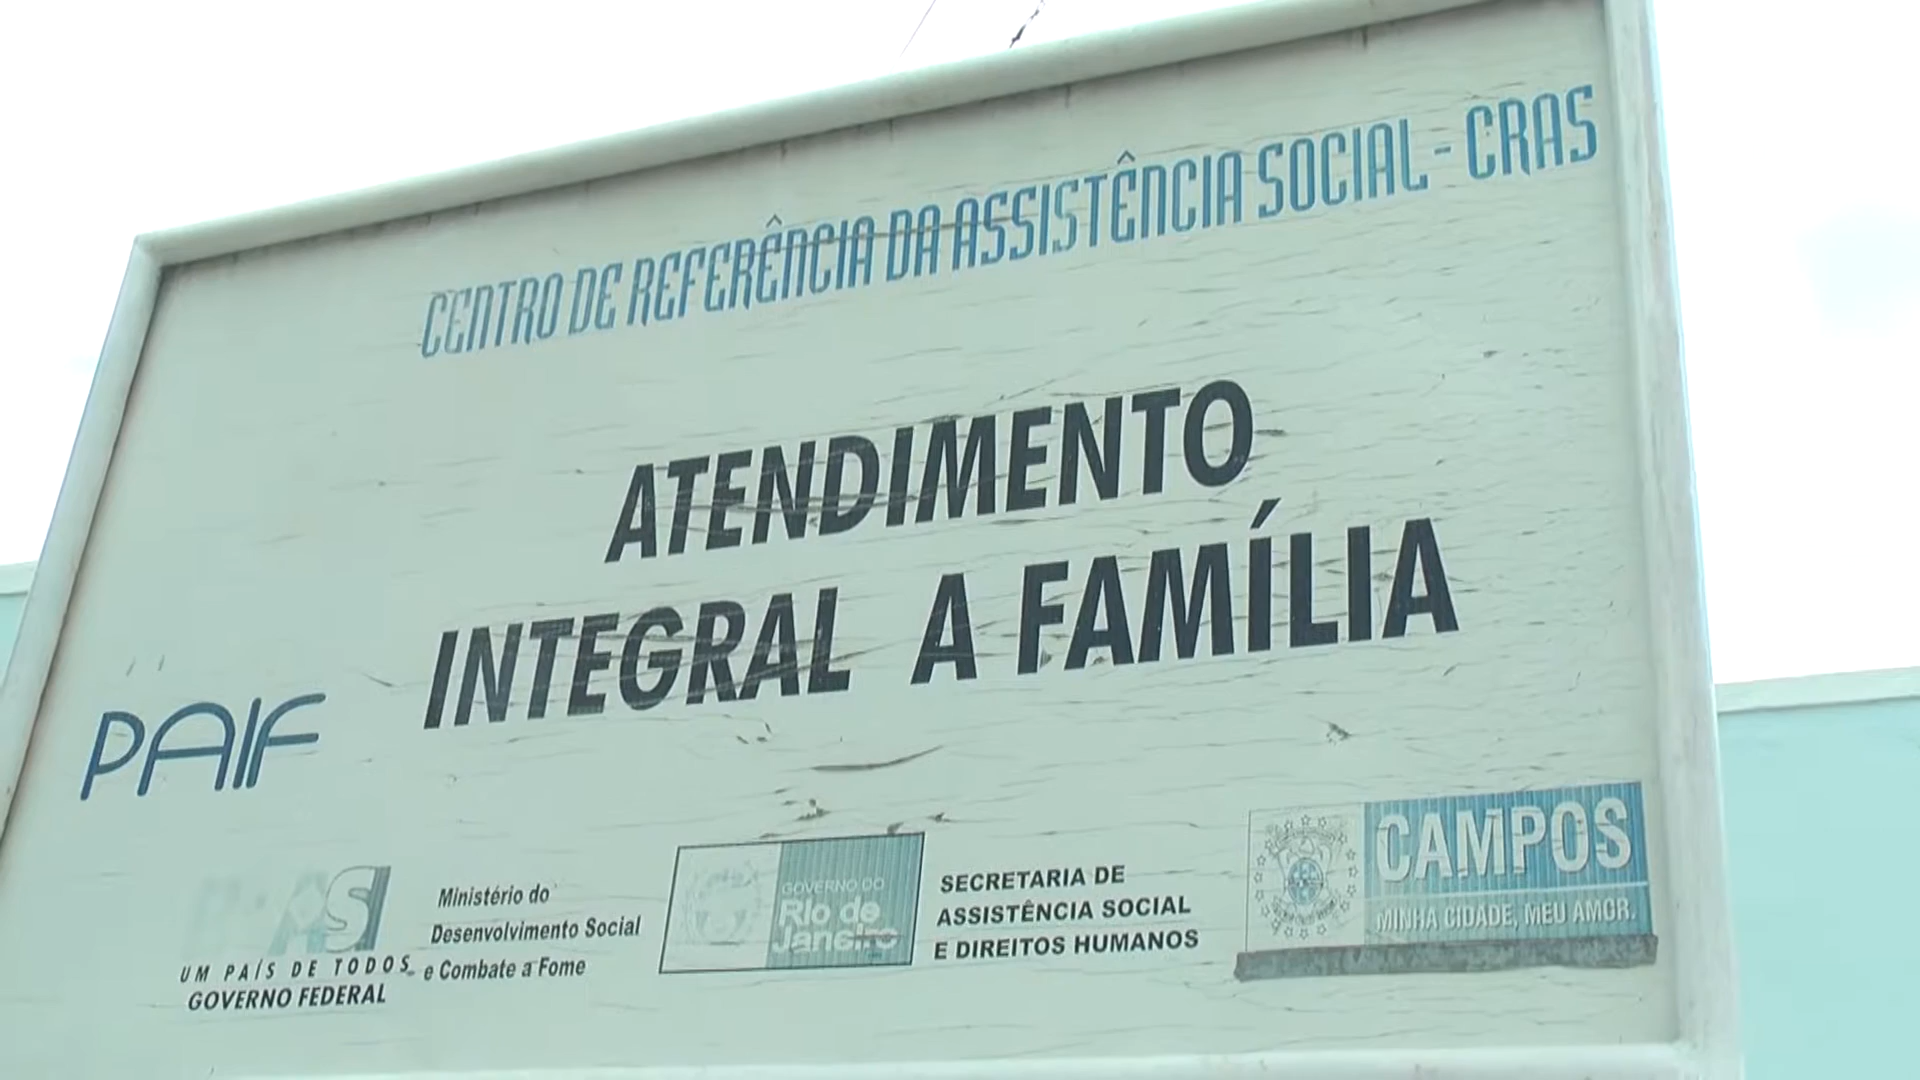 CENTRO DE REFERÊNCIA DA ASSISTÊNCIA SOCIAL - CRAS
ATENDIMENTO
INTEGRAL A FAMÍLIA
PAIF
UM PAÍS DE TODOS
GOVERNO FEDERAL
Ministério do
Desenvolvimento Social
e Combate a Fome
GOVERNO DO
Rio de
Janeiro
SECRETARIA DE
ASSISTÊNCIA SOCIAL
E DIREITOS HUMANOS
CAMPOS
MINHA CIDADE, MEU AMOR.